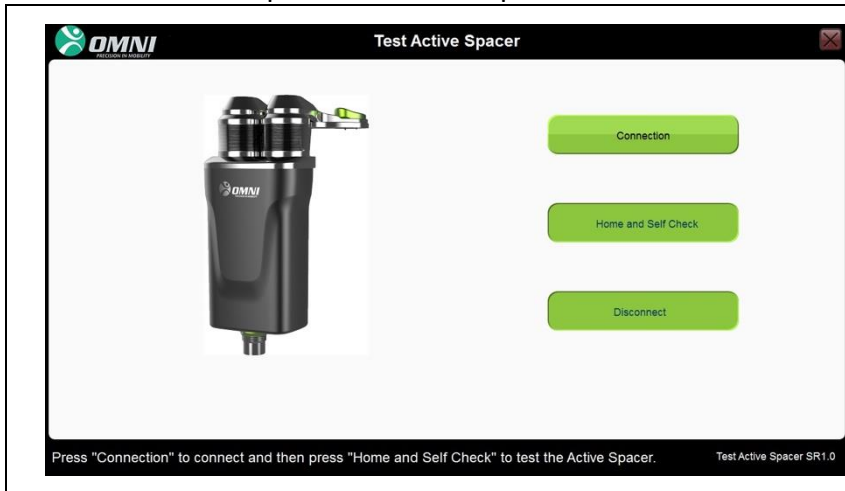 OMNI
PRECISION IN MOBILITY
Test Active Spacer
OMNI
Connection
Home and Self Check
Disconnect
Press "Connection" to connect and then press "Home and Self Check" to test the Active Spacer.
Test Active Spacer SR1.0